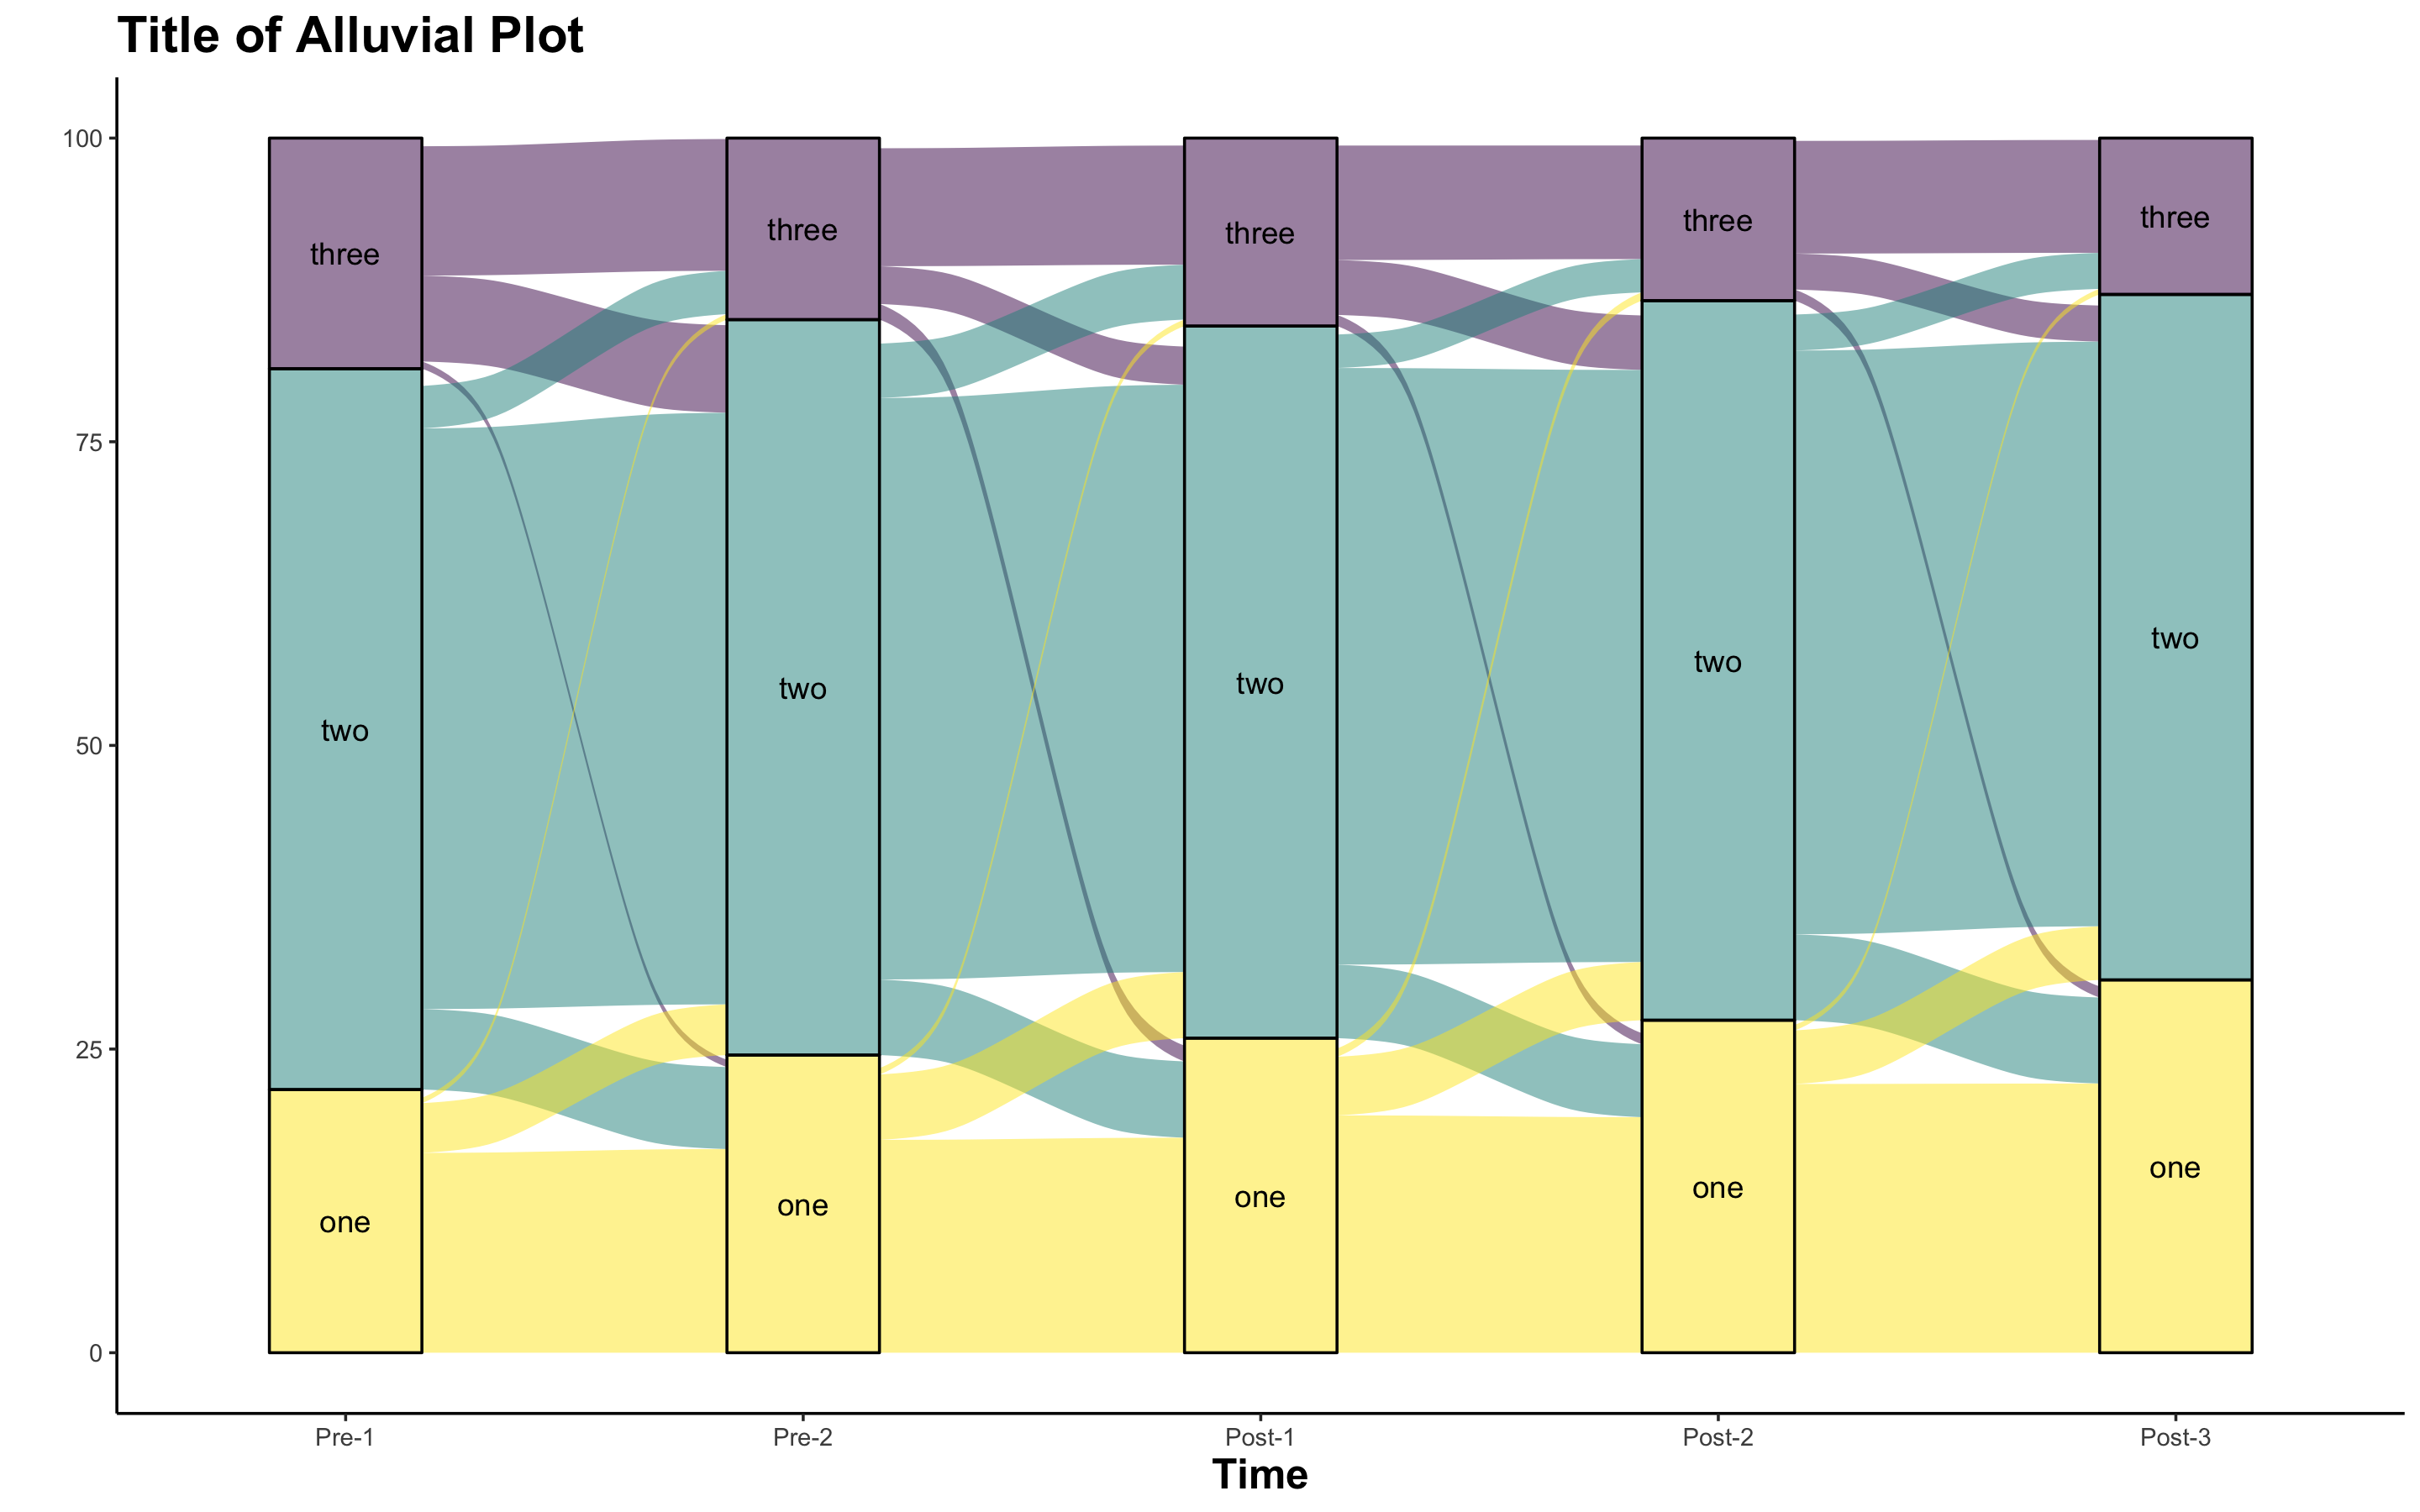 Title of Alluvial Plot
100
75
50
25
0
three
two
one
three
two
one
three
two
one
three
two
one
three
two
one
Pre-1
Pre-2
Post-1
Post-2
Post-3
Time